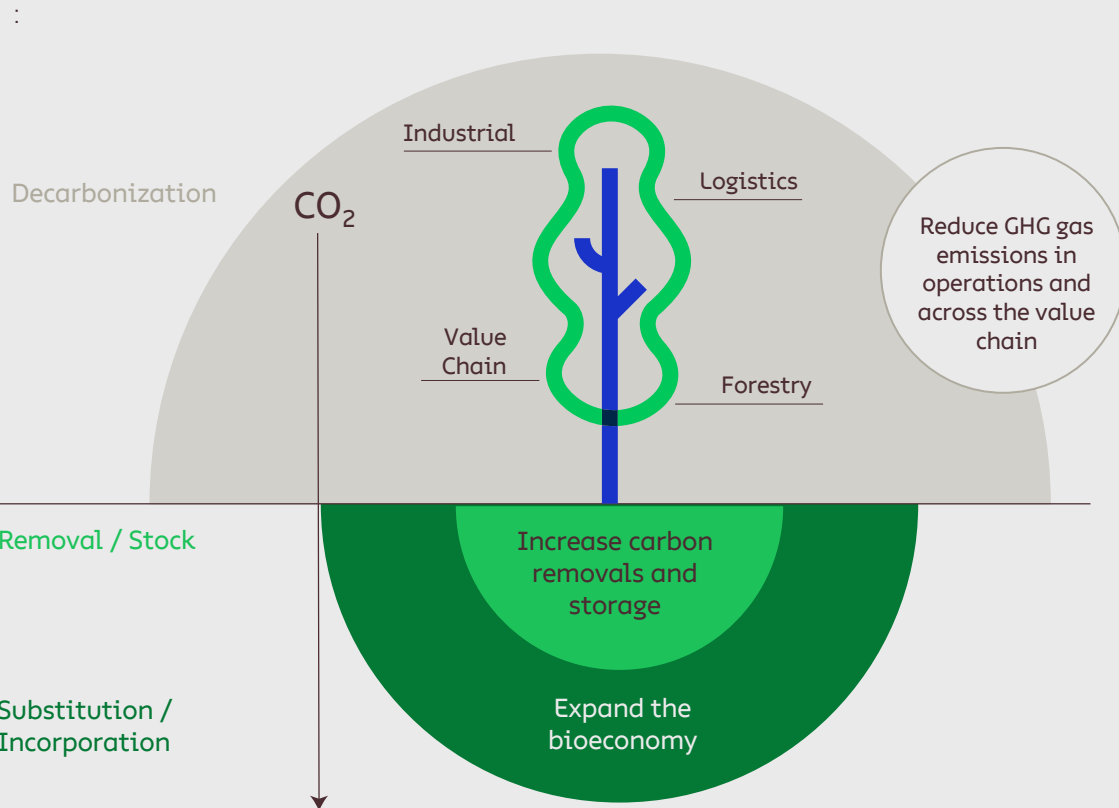 :
Industrial
Decarbonization
CO₂
Logistics
Reduce GHG gas
emissions in
operations and
across the value
chain
Value
Chain
Forestry
Removal / Stock
Increase carbon
removals and
storage
Substitution /
Incorporation
Expand the
bioeconomy